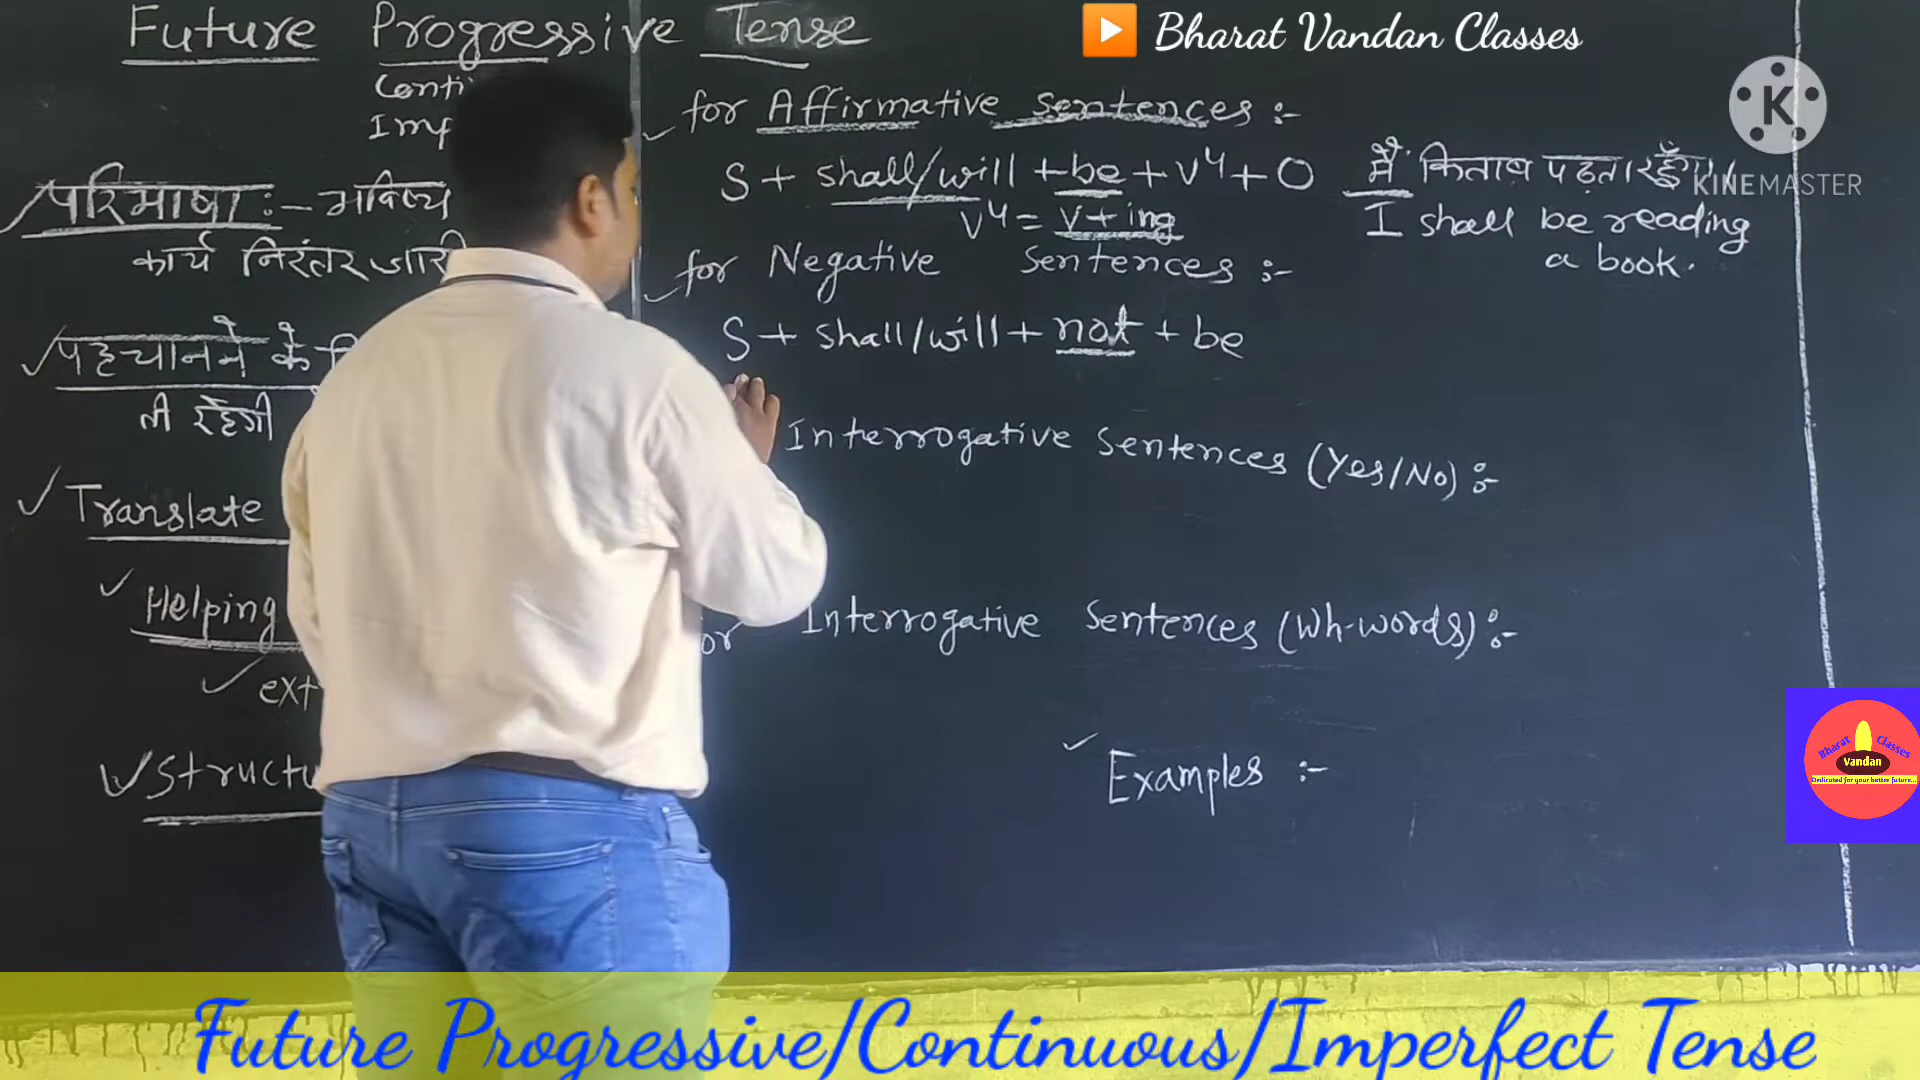 Future Progressive Tense
Bharat Vandan Classes
K
KINEMASTER
परिभाषा :- भविष्य
कार्य निरंतर जारी
पहचानने के
ती रहेगी
✓ Translate
✓ Helping
✓
✓ Structu
✓ for Affirmative Sentences :-
S + shall/will + be + V4 + O
V4 = V + ing
मैं किताब पढ़ता रहूँगा।
I shall be reading
a book.
✓ for Negative Sentences :-
S + shall/will + not + be
Interrogative Sentences (Yes/No) :-
or Interrogative Sentences (Wh-words) :-
✓ Examples :-
Bharat Classes
Vandan
Dedicated for your better future...
Future Progressive/Continuous/Imperfect Tense